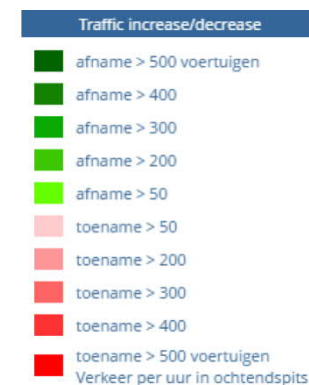 Traffic increase/decrease
afname > 500 voertuigen
afname > 400
afname > 300
afname > 200
afname > 50
toename > 50
toename > 200
toename > 300
toename > 400
toename > 500 voertuigen
Verkeer per uur in ochtendspits